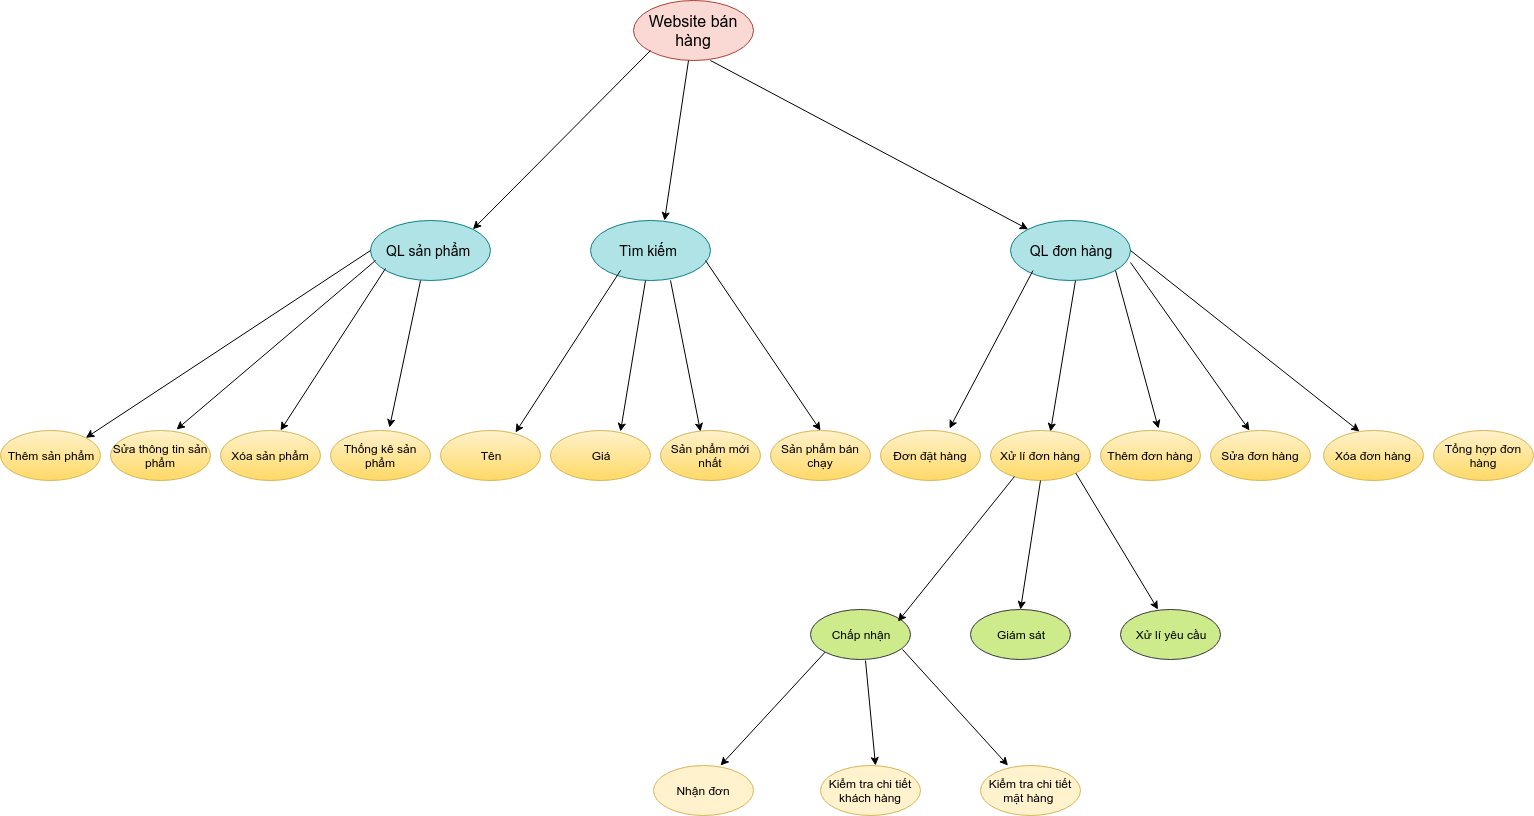 Website bán
hàng
QL sản phẩm
Tìm kiếm
QL đơn hàng
Thêm sản phẩm
Sửa thông tin sản
phẩm
Xóa sản phẩm
Thống kê sản
phẩm
Tên
Giá
Sản phẩm mới
nhất
Sản phẩm bán
chạy
Đơn đặt hàng
Xử lí đơn hàng
Thêm đơn hàng
Sửa đơn hàng
Xóa đơn hàng
Tổng hợp đơn
hàng
Chấp nhận
Giám sát
Xử lí yêu cầu
Nhận đơn
Kiểm tra chi tiết
khách hàng
Kiểm tra chi tiết
mặt hàng